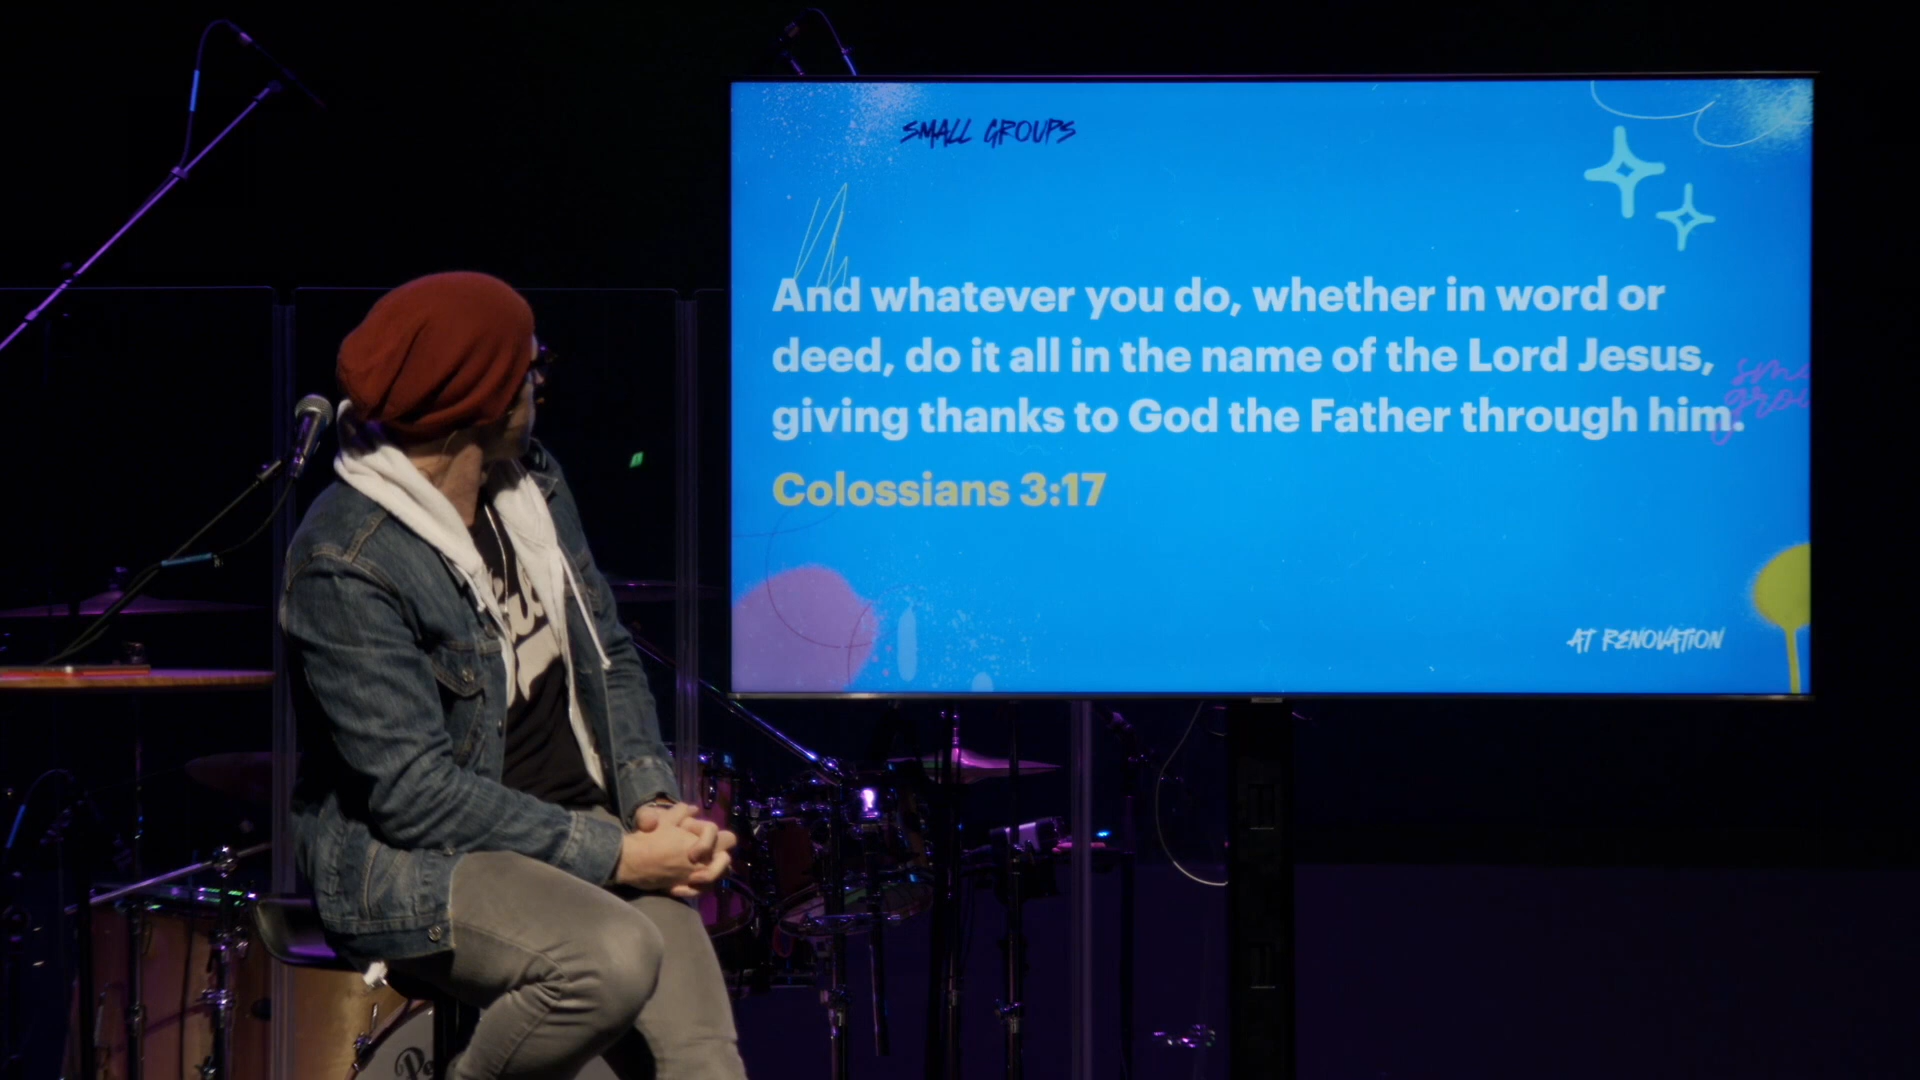 SMALL GROUPS
And whatever you do, whether in word or
deed, do it all in the name of the Lord Jesus,
giving thanks to God the Father through him.
Colossians 3:17
AT RENOVATION